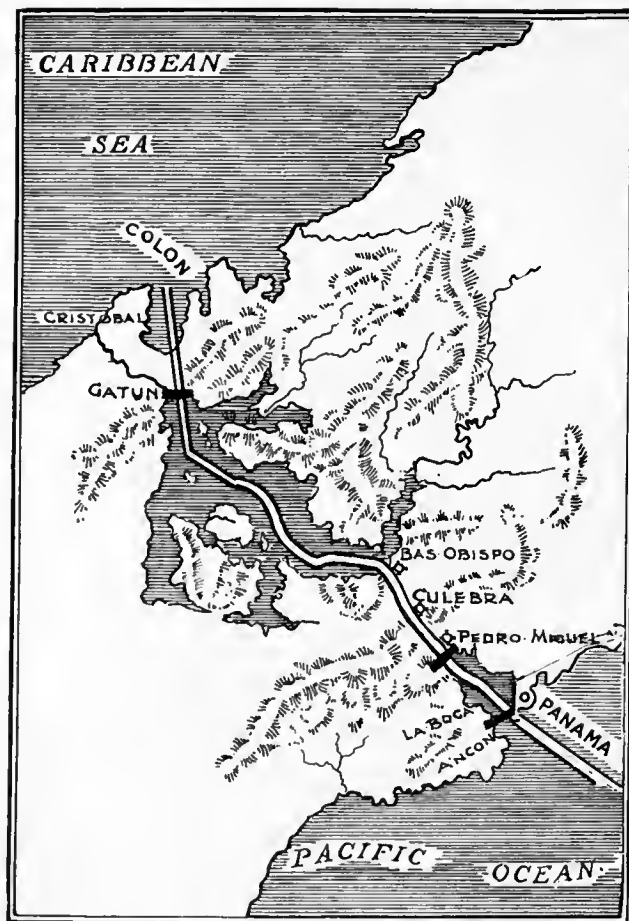 CARIBBEAN
SEA
COLON
CRISTOBAL
GATUN
BAS·OBISPO
CULEBRA
PEDRO·MIGUEL
LA BOCA
PANAMA
ANCON
PACIFIC
OCEAN